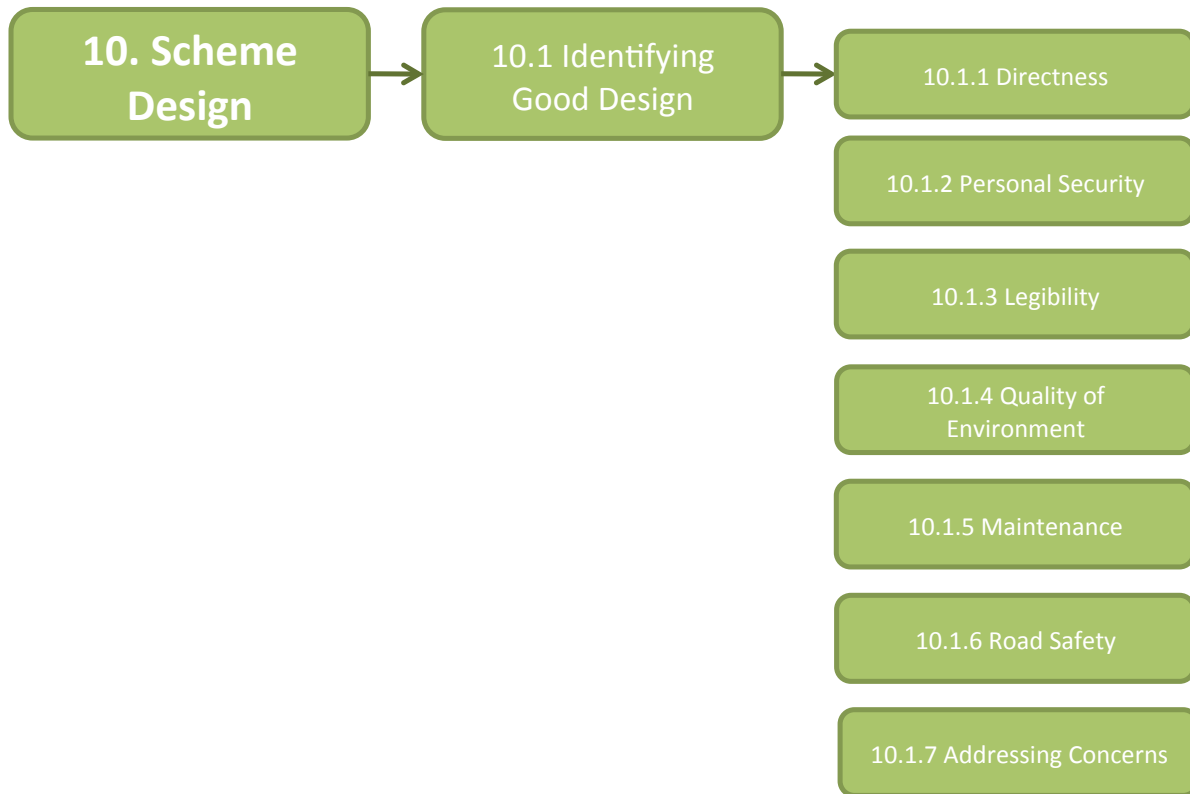 10. Scheme
Design
10.1 Identifying
Good Design
10.1.1 Directness
10.1.2 Personal Security
10.1.3 Legibility
10.1.4 Quality of
Environment
10.1.5 Maintenance
10.1.6 Road Safety
10.1.7 Addressing Concerns